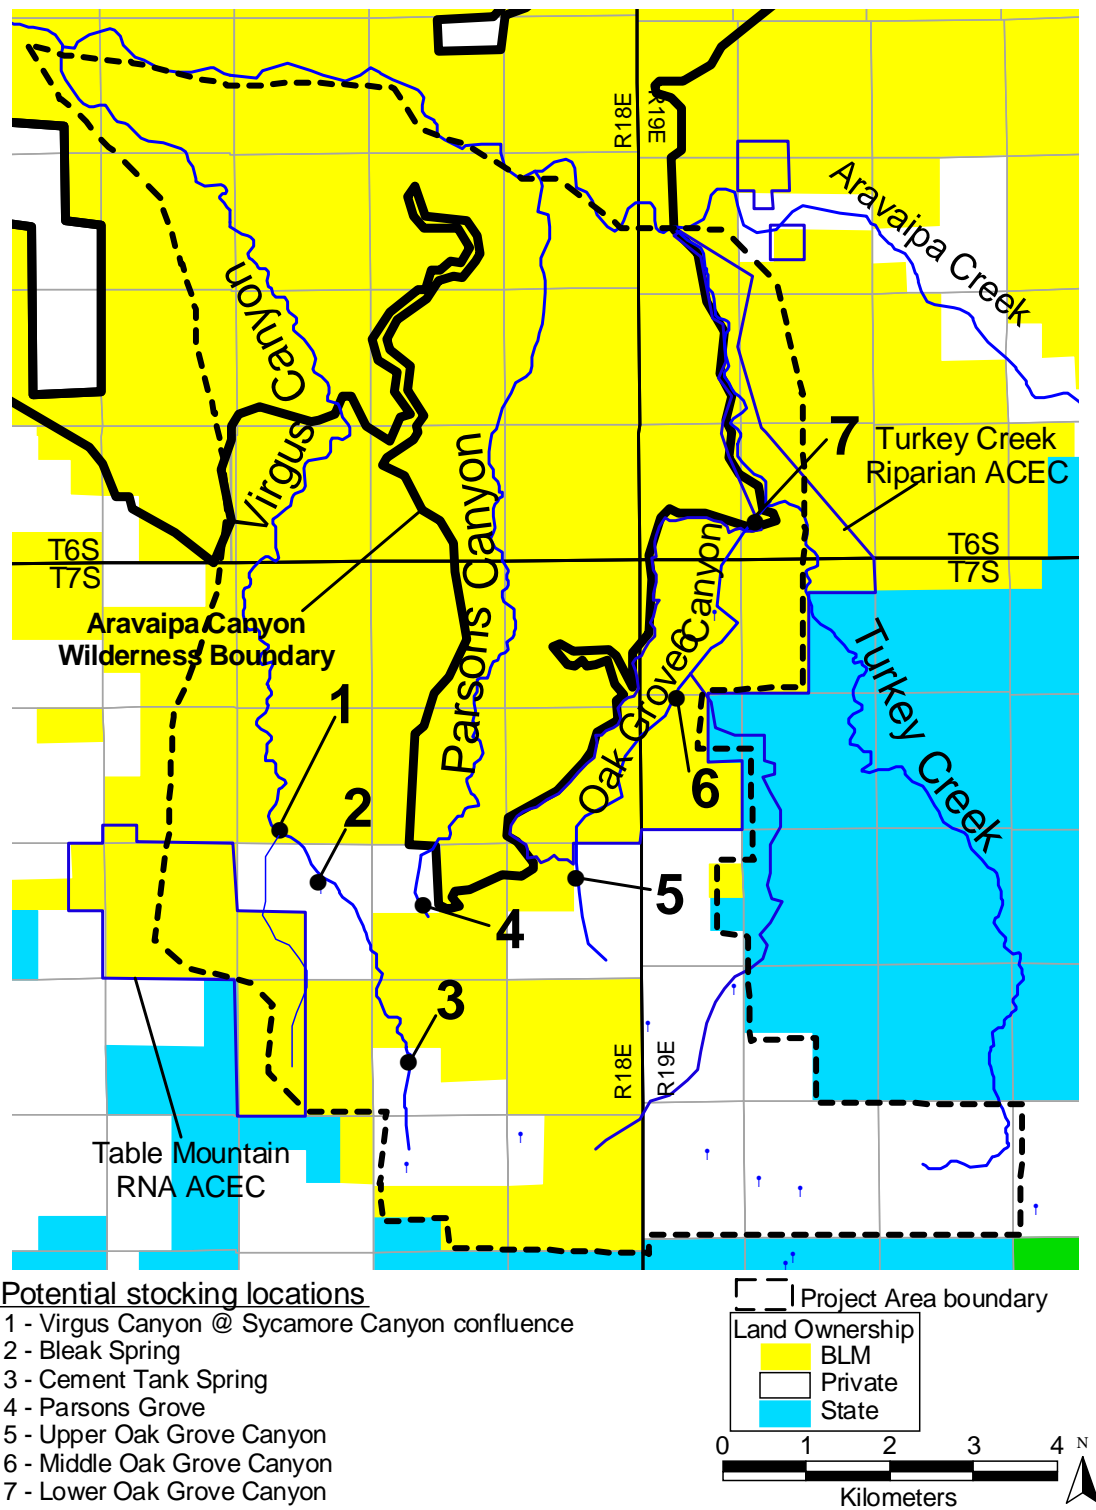 R18E
R19E
Aravaipa Creek
Virgus Canyon
Parsons Canyon
7
Turkey Creek
Riparian ACEC
T6S
T7S
T6S
T7S
Aravaipa Canyon
Wilderness Boundary
Oak Grove Canyon
6
Turkey Creek
1
2
6
5
4
3
R18E
R19E
Table Mountain
RNA ACEC
Potential stocking locations
1 - Virgus Canyon @ Sycamore Canyon confluence
2 - Bleak Spring
3 - Cement Tank Spring
4 - Parsons Grove
5 - Upper Oak Grove Canyon
6 - Middle Oak Grove Canyon
7 - Lower Oak Grove Canyon
Project Area boundary
Land Ownership
BLM
Private
State
0 1 2 3 4
Kilometers
N